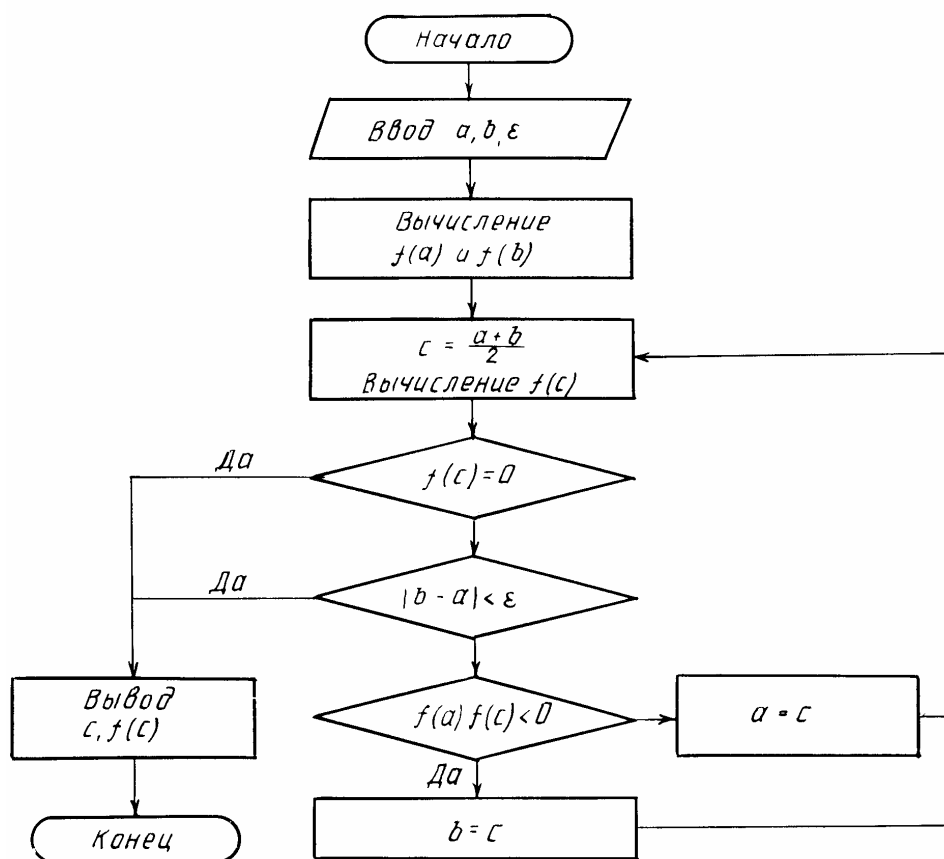 Начало
Ввод a, b, ε
Вычисление
f(a) и f(b)
c = (a + b)/2
Вычисление f(c)
Да
f(c) = 0
Да
|b - a| < ε
Вывод
c, f(c)
f(a) f(c) < 0
a = c
Да
b = c
Конец